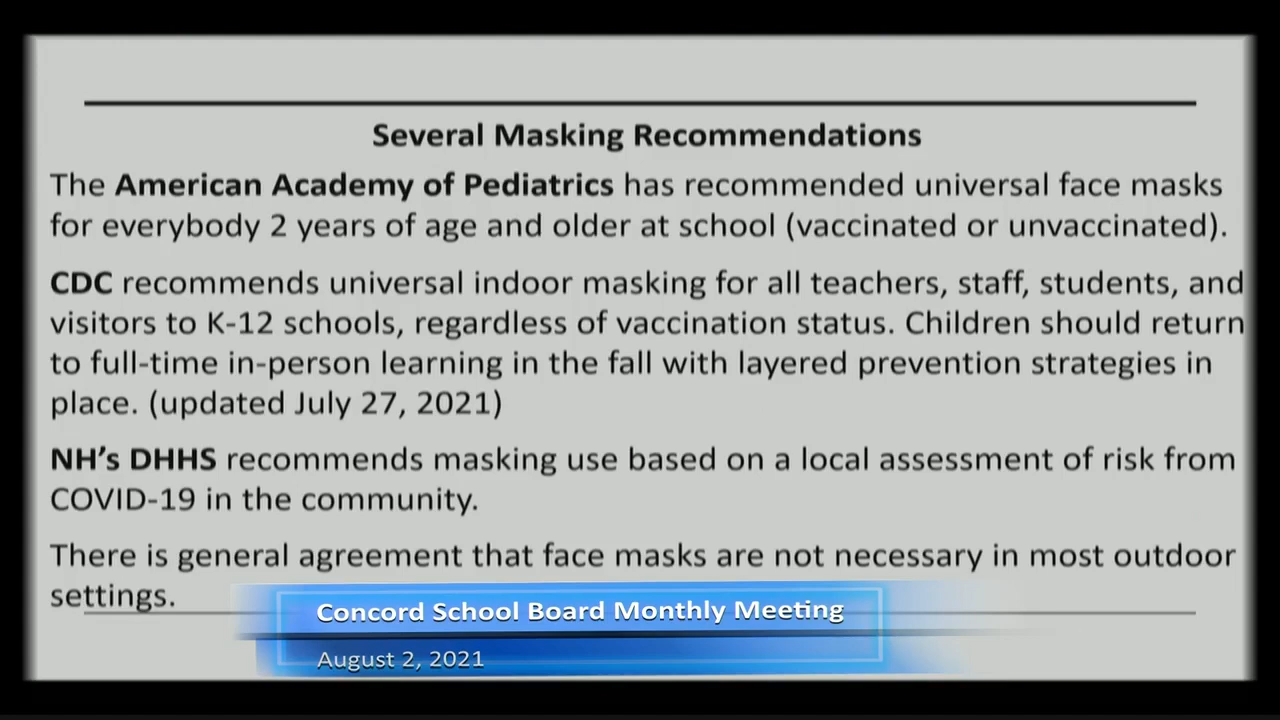 Several Masking Recommendations
The American Academy of Pediatrics has recommended universal face masks
for everybody 2 years of age and older at school (vaccinated or unvaccinated).
CDC recommends universal indoor masking for all teachers, staff, students, and
visitors to K-12 schools, regardless of vaccination status. Children should return
to full-time in-person learning in the fall with layered prevention strategies in
place. (updated July 27, 2021)
NH's DHHS recommends masking use based on a local assessment of risk from
COVID-19 in the community.
There is general agreement that face masks are not necessary in most outdoor
settings.
Concord School Board Monthly Meeting
August 2, 2021